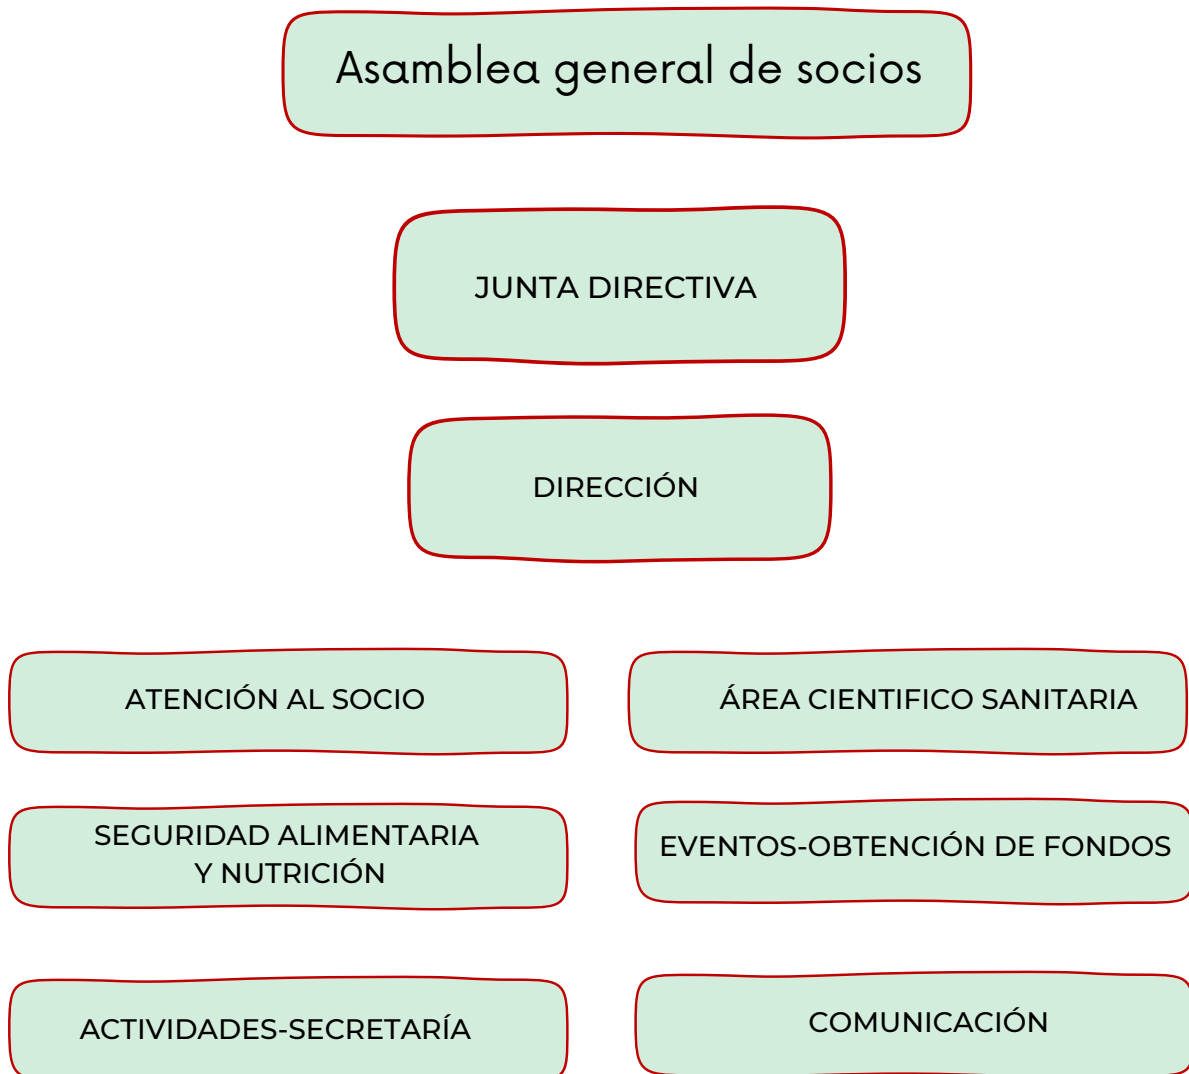 Asamblea general de socios
JUNTA DIRECTIVA
DIRECCIÓN
ATENCIÓN AL SOCIO
ÁREA CIENTIFICO SANITARIA
SEGURIDAD ALIMENTARIA
Y NUTRICIÓN
EVENTOS-OBTENCIÓN DE FONDOS
ACTIVIDADES-SECRETARÍA
COMUNICACIÓN